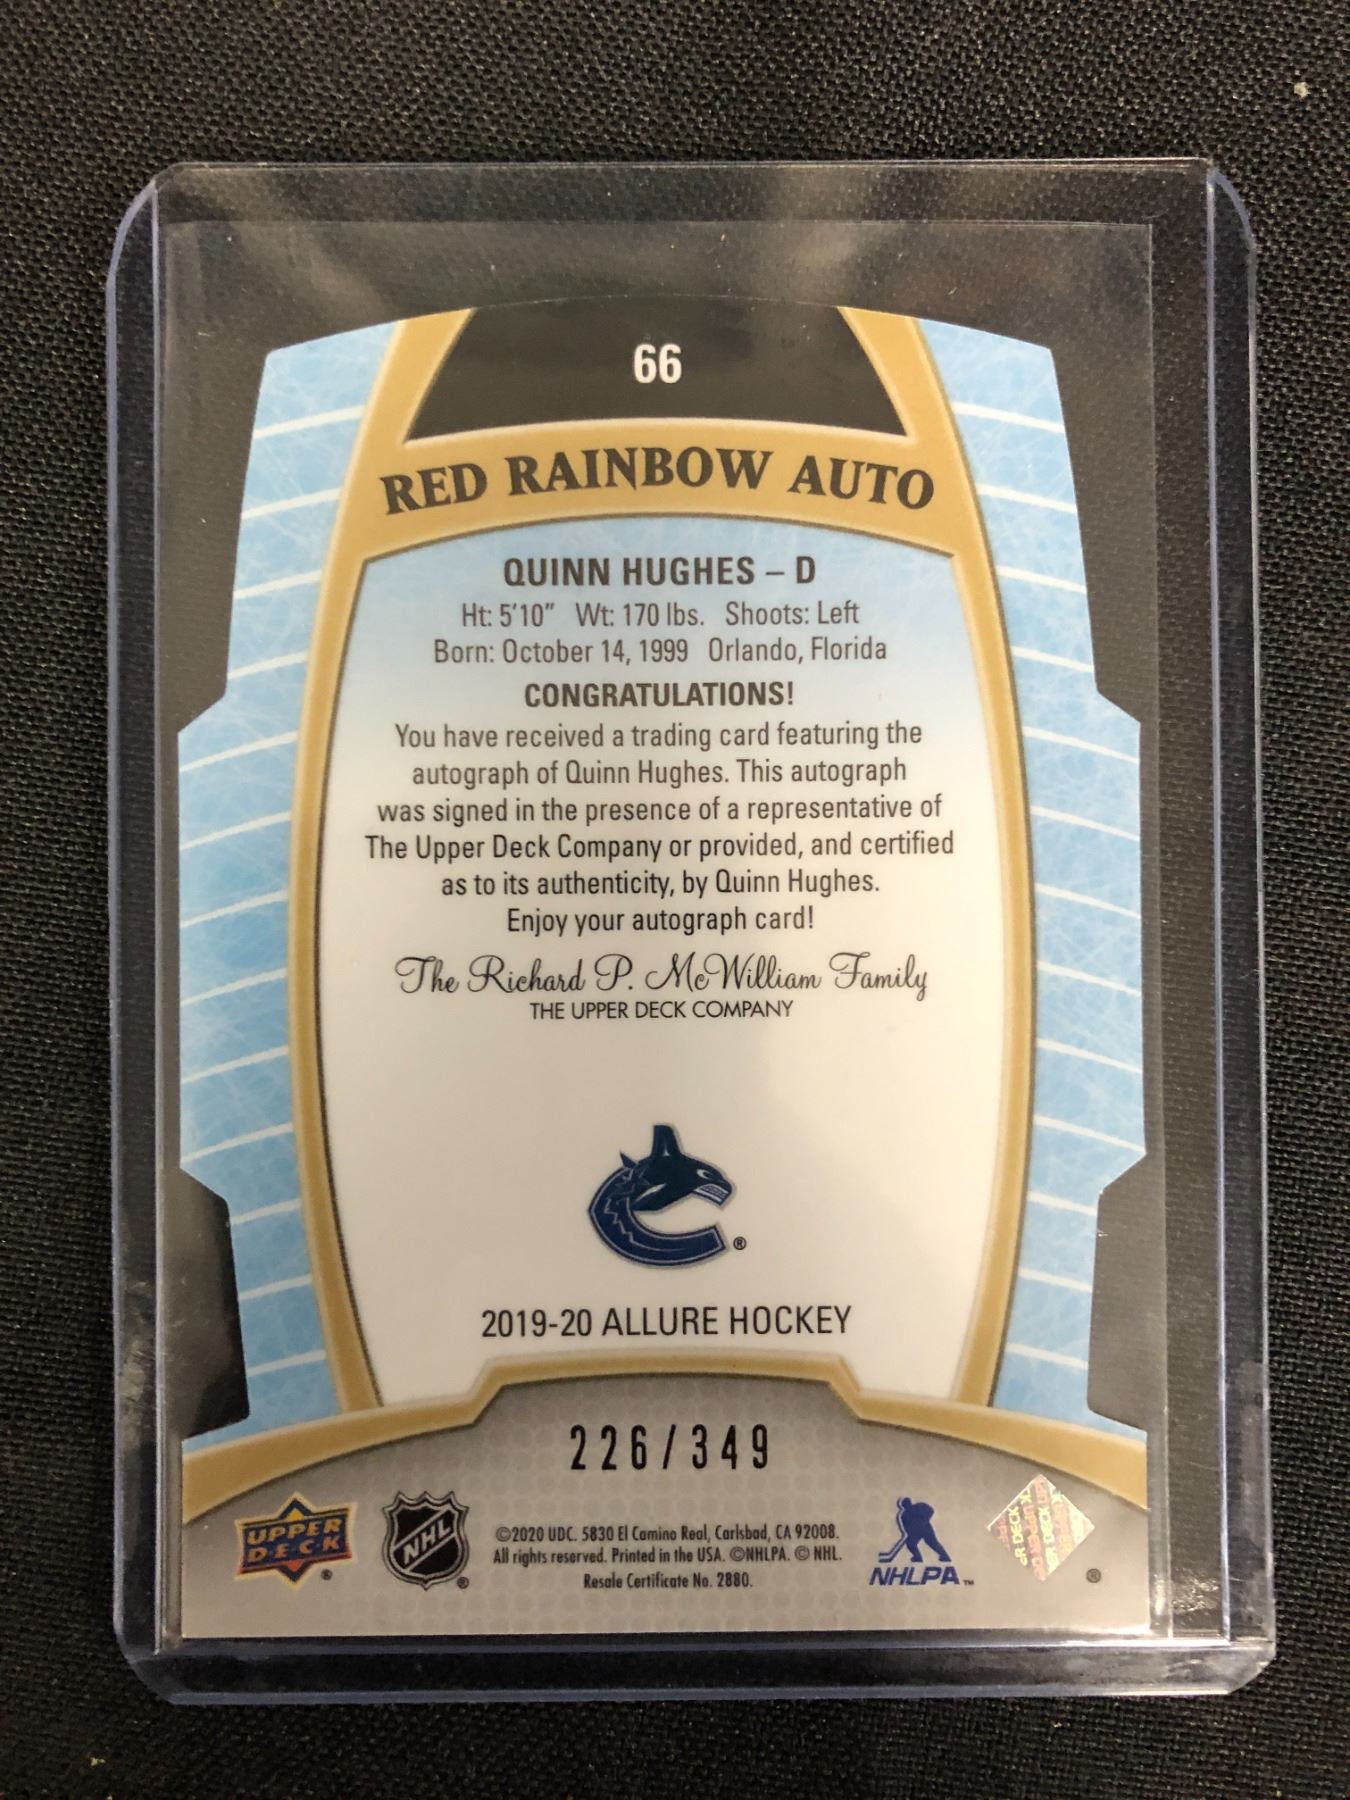 66
RED RAINBOW AUTO
QUINN HUGHES – D
Ht: 5'10" Wt: 170 lbs. Shoots: Left
Born: October 14, 1999 Orlando, Florida
CONGRATULATIONS!
You have received a trading card featuring the
autograph of Quinn Hughes. This autograph
was signed in the presence of a representative of
The Upper Deck Company or provided, and certified
as to its authenticity, by Quinn Hughes.
Enjoy your autograph card!
The Richard P. McWilliam Family
THE UPPER DECK COMPANY
®
2019-20 ALLURE HOCKEY
226/349
UPPER
DECK
®
NHL
®
©2020 UDC. 5830 El Camino Real, Carlsbad, CA 92008.
All rights reserved. Printed in the USA. ©NHLPA. © NHL.
Resale Certificate No. 2880.
NHLPA™
®